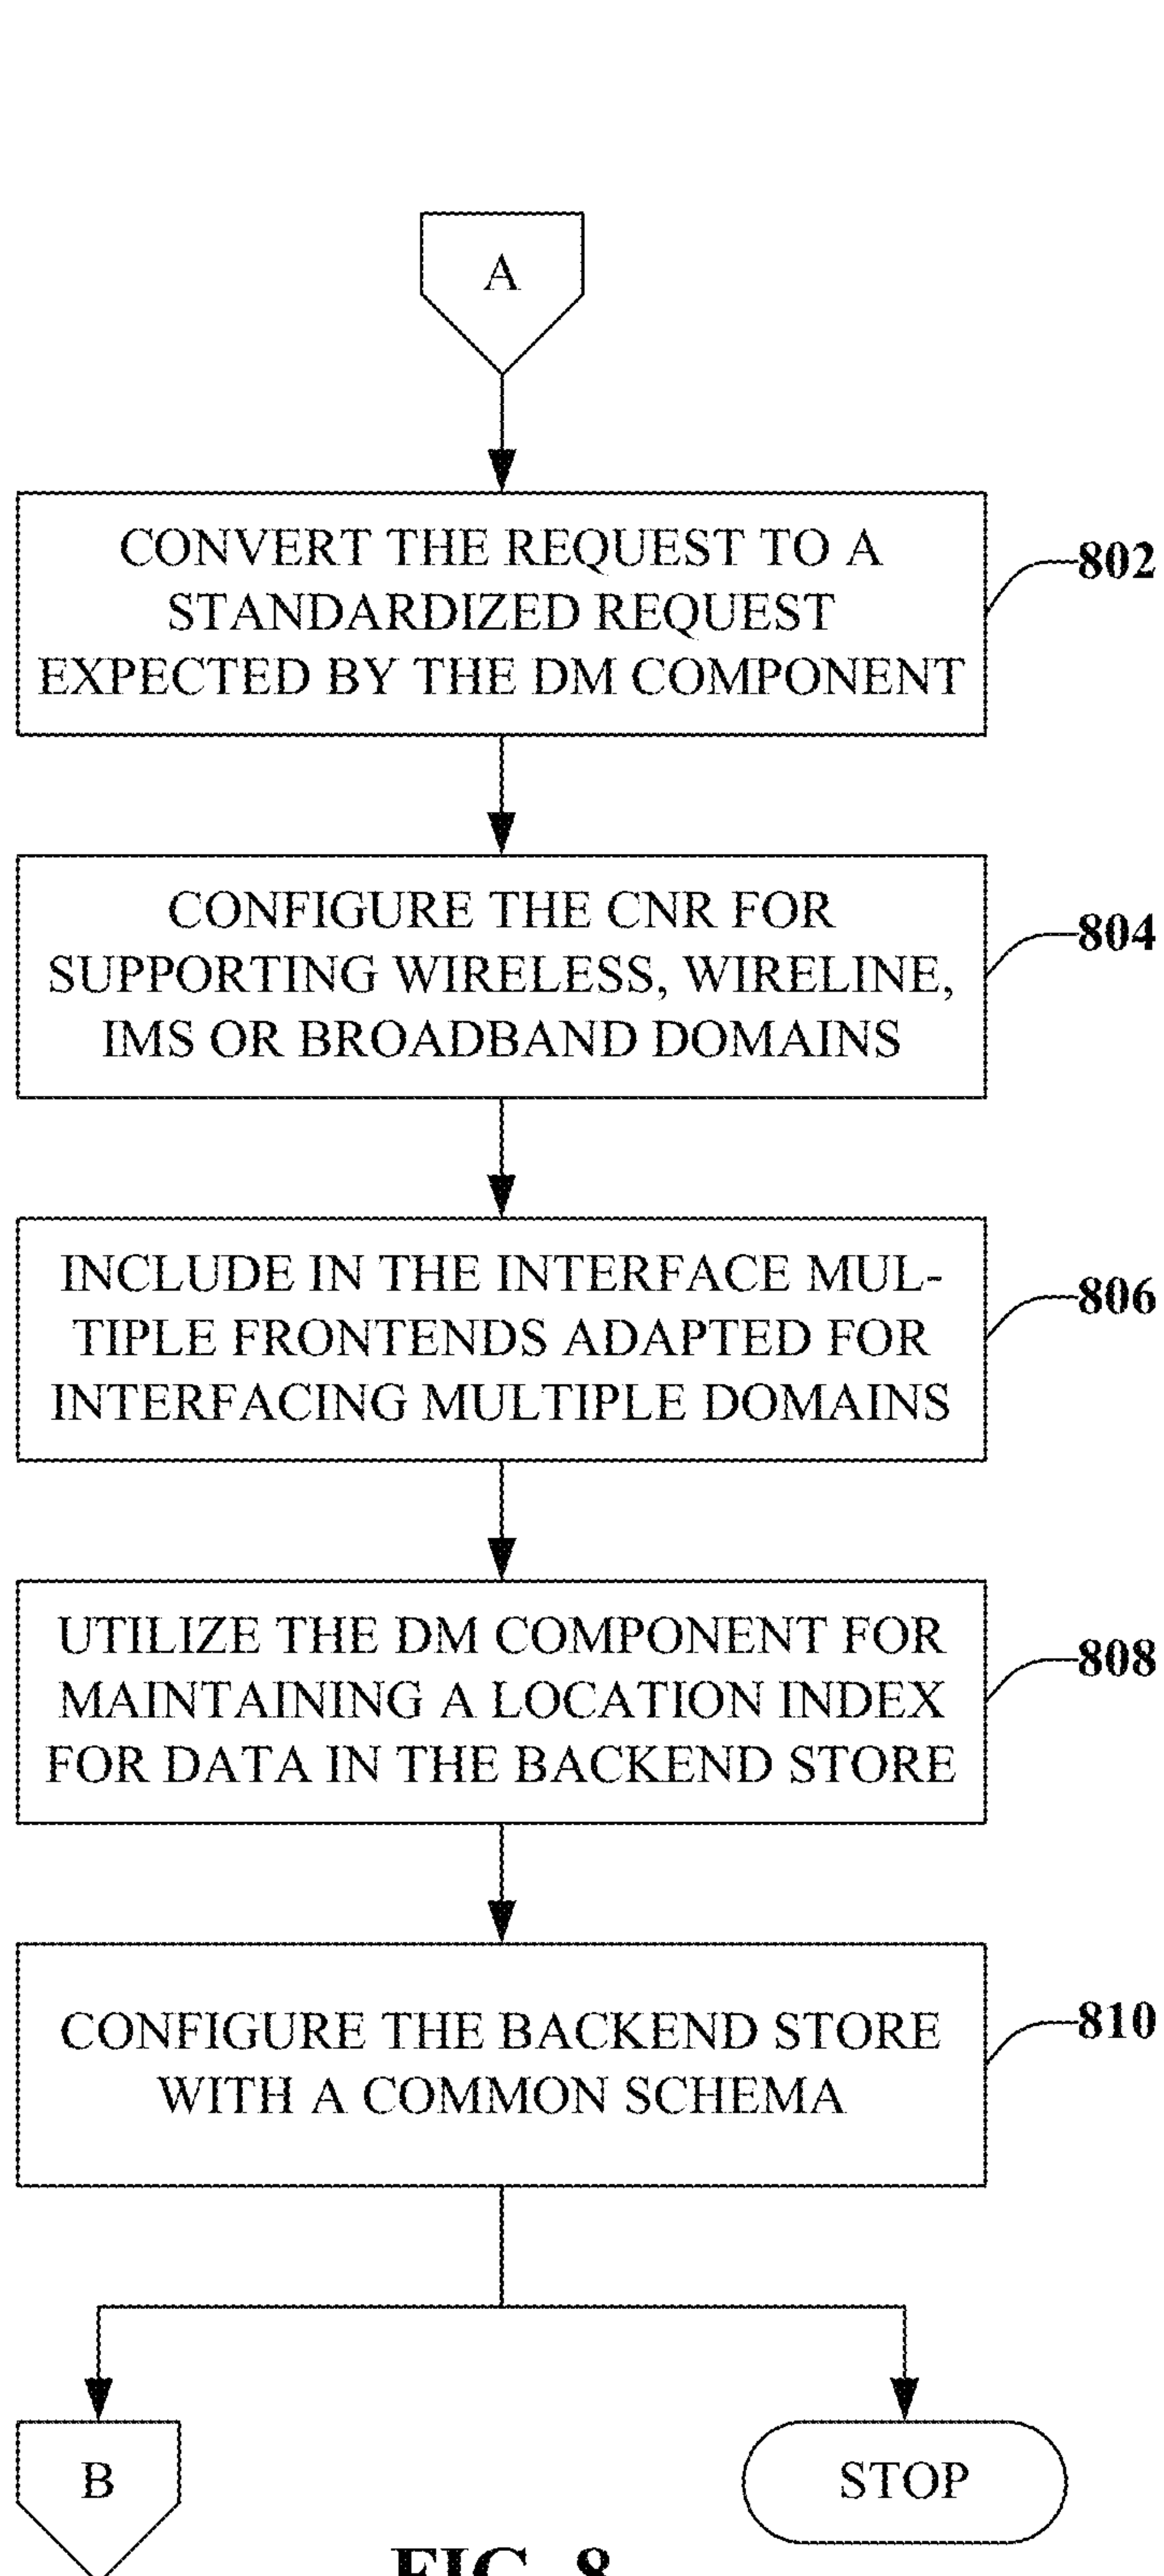 A
CONVERT THE REQUEST TO A
STANDARDIZED REQUEST
EXPECTED BY THE DM COMPONENT
802
CONFIGURE THE CNR FOR
SUPPORTING WIRELESS, WIRELINE,
IMS OR BROADBAND DOMAINS
804
INCLUDE IN THE INTERFACE MUL-
TIPLE FRONTENDS ADAPTED FOR
INTERFACING MULTIPLE DOMAINS
806
UTILIZE THE DM COMPONENT FOR
MAINTAINING A LOCATION INDEX
FOR DATA IN THE BACKEND STORE
808
CONFIGURE THE BACKEND STORE
WITH A COMMON SCHEMA
810
B
STOP
FIG. 8